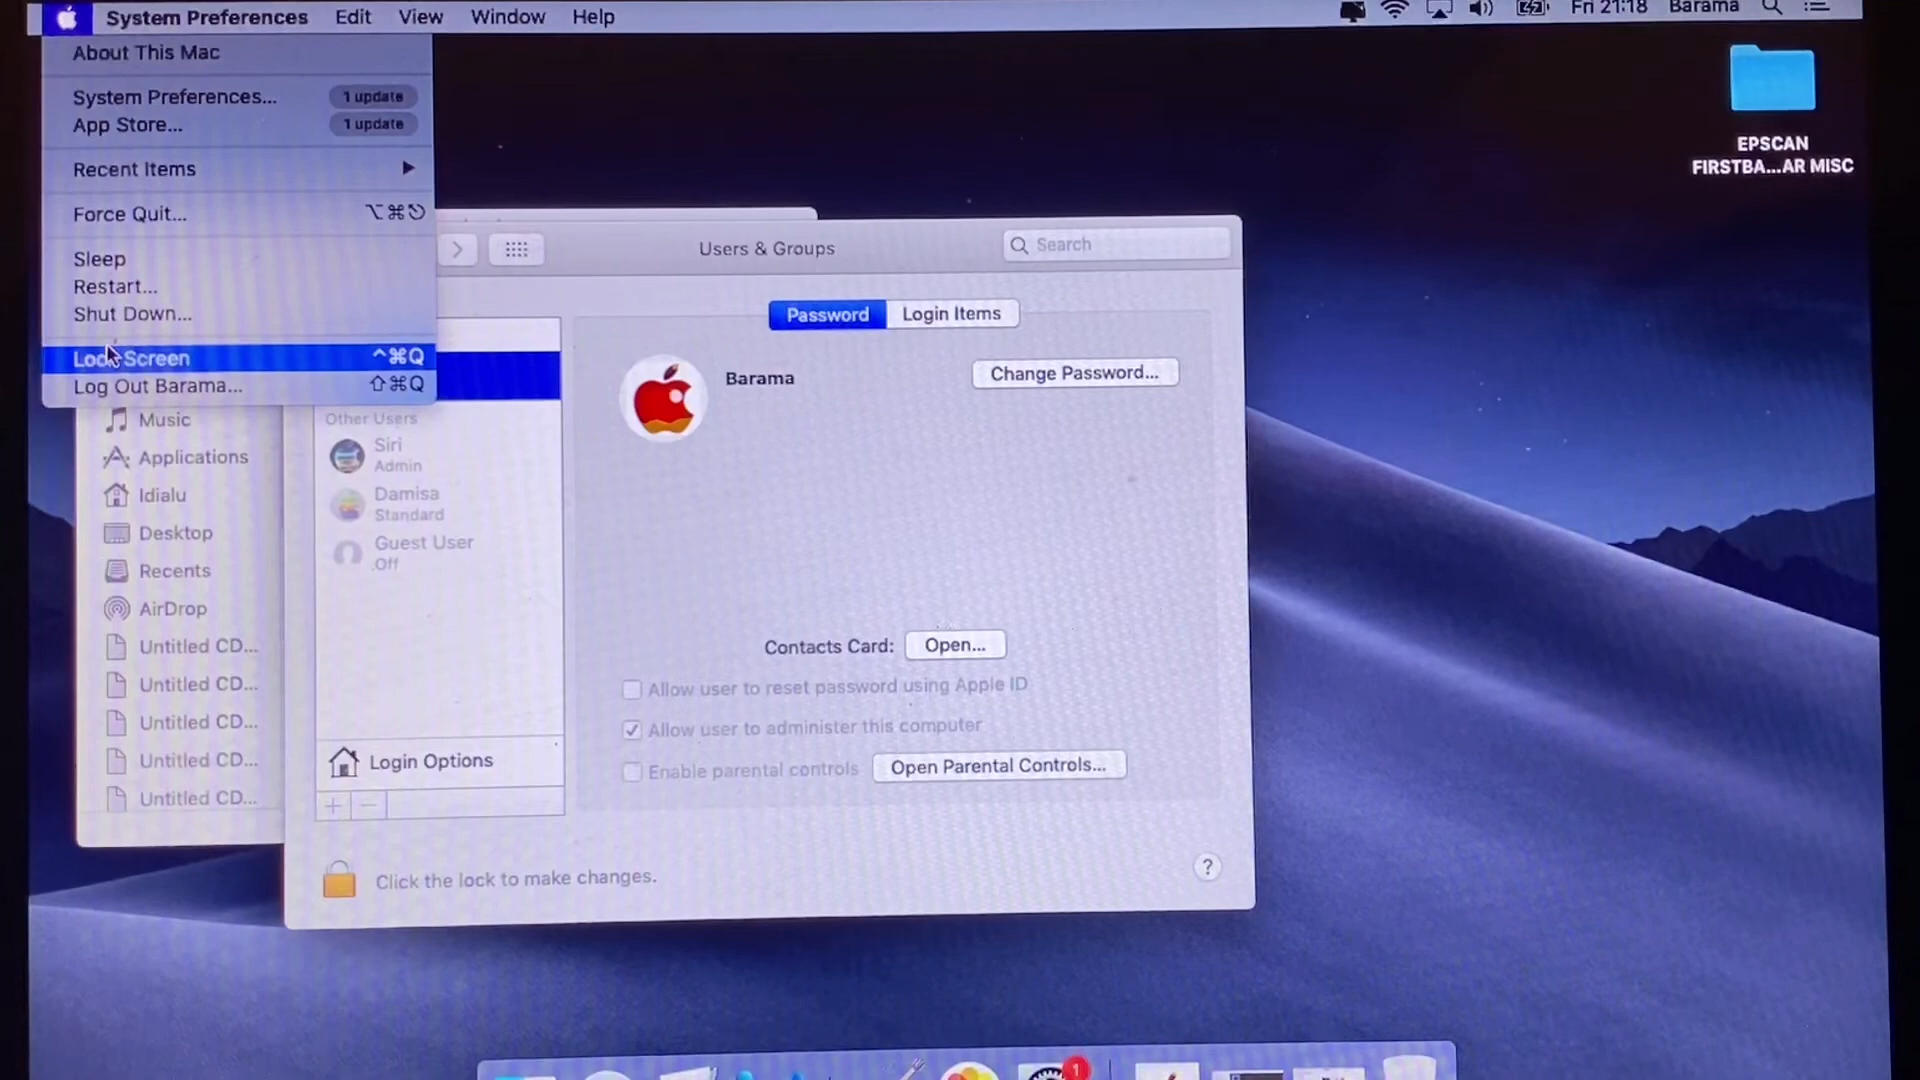 System Preferences Edit View Window Help
Fri 21:18 Barama
About This Mac
System Preferences... 1 update
App Store... 1 update
Recent Items
Force Quit... ⌥⌘⎋
Sleep
Restart...
Shut Down...
Lock Screen ^⌘Q
Log Out Barama... ⇧⌘Q
EPSCAN
FIRSTBA...AR MISC
Music
Applications
Idialu
Desktop
Recents
AirDrop
Untitled CD...
Untitled CD...
Untitled CD...
Untitled CD...
Untitled CD...
Users & Groups
Search
Password Login Items
Other Users
Siri
Admin
Damisa
Standard
Guest User
Off
Login Options
+ −
Barama
Change Password...
Contacts Card: Open...
Allow user to reset password using Apple ID
Allow user to administer this computer
Enable parental controls Open Parental Controls...
Click the lock to make changes.
?
1